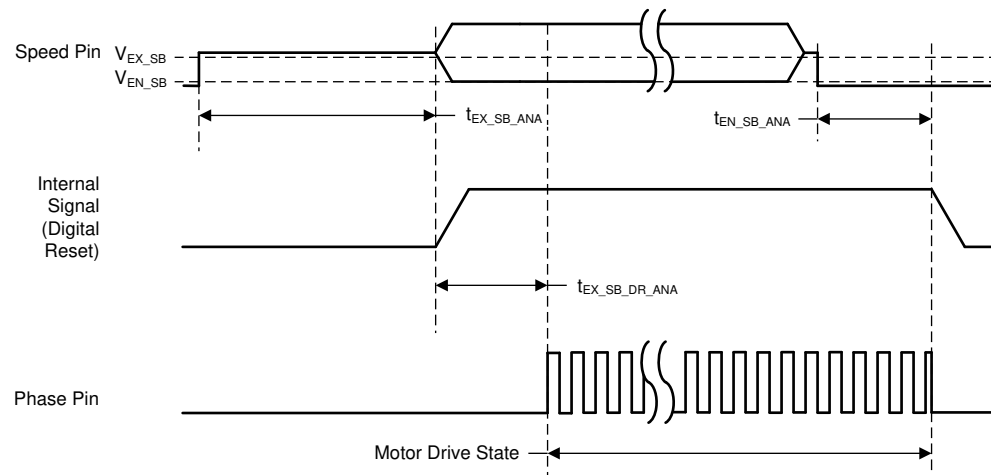 Speed Pin
V_EX_SB
V_EN_SB
t_EX_SB_ANA
t_EN_SB_ANA
Internal
Signal
(Digital
Reset)
t_EX_SB_DR_ANA
Phase Pin
Motor Drive State